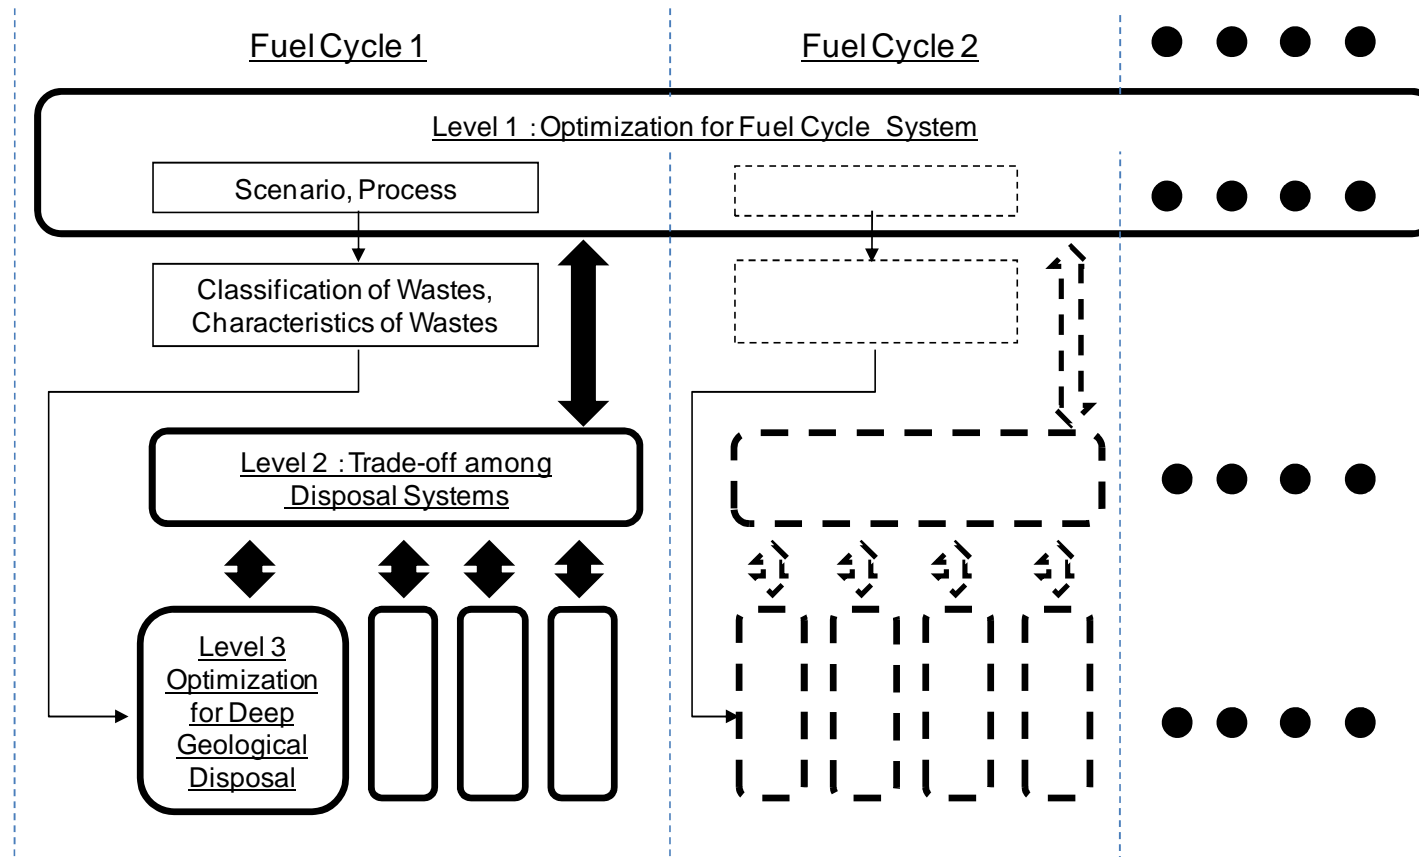 Fuel Cycle 1
Fuel Cycle 2
Level 1 : Optimization for Fuel Cycle System
Scenario, Process
Classification of Wastes,
Characteristics of Wastes
Level 2 : Trade-off among
Disposal Systems
Level 3
Optimization
for Deep
Geological
Disposal